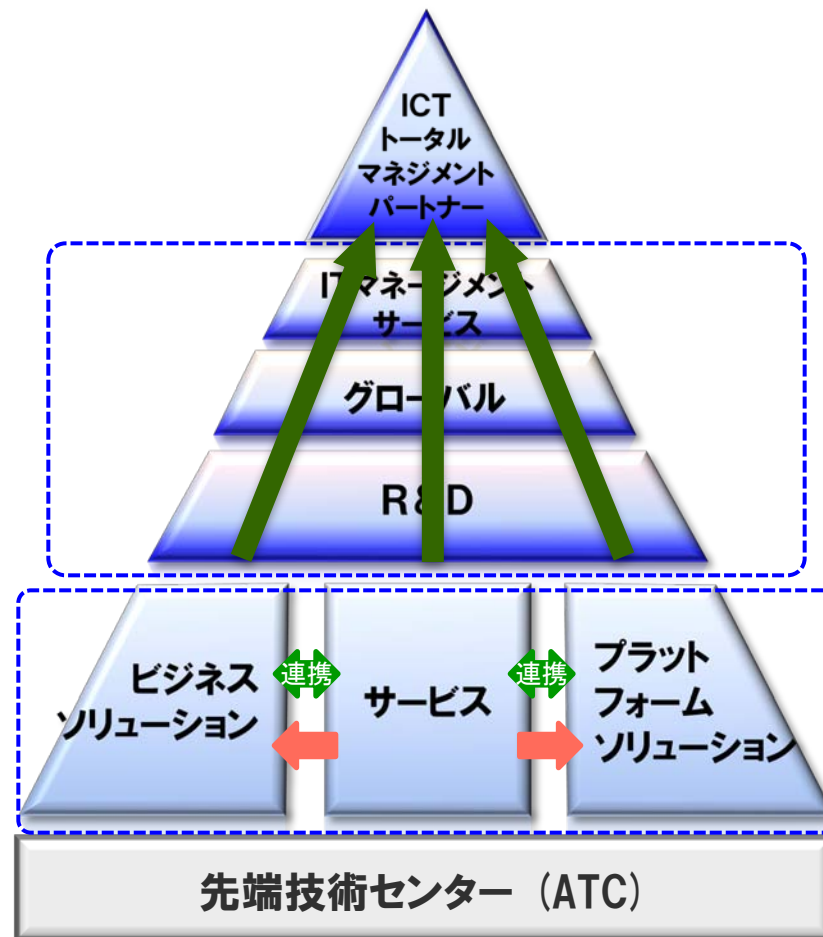 ICT
トータル
マネジメント
パートナー
ITマネージメント
サービス
グローバル
R&D
ビジネス
ソリューション
連携
サービス
連携
プラット
フォーム
ソリューション
先端技術センター (ATC)